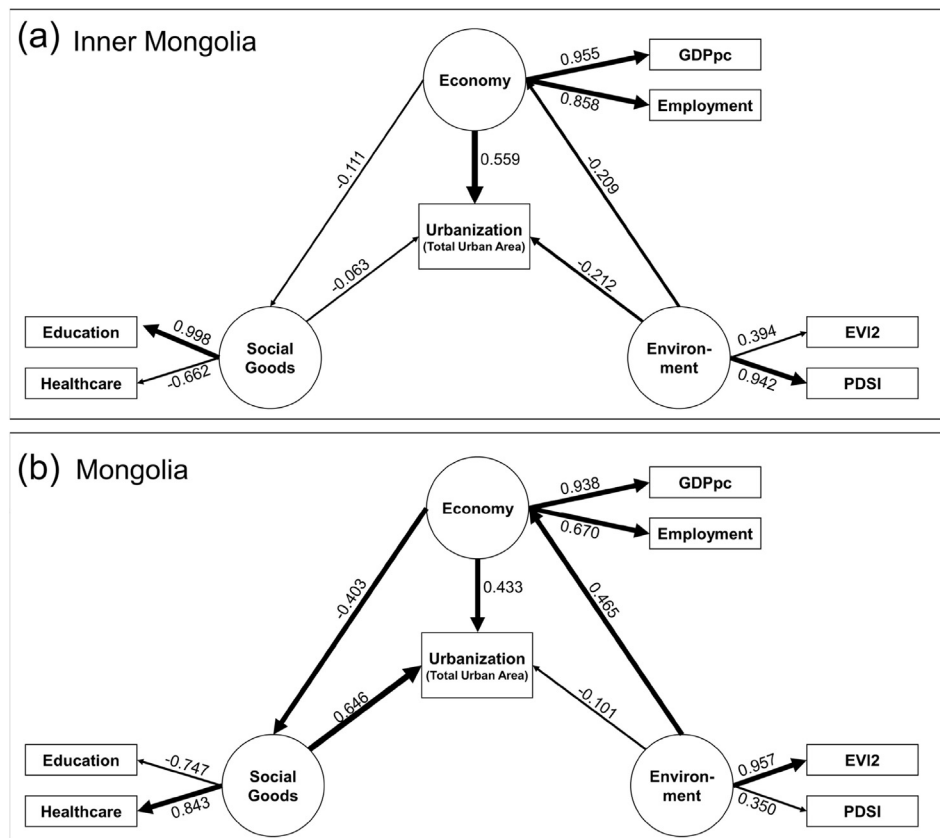 (a) Inner Mongolia
Economy
0.955
GDPpc
0.858
Employment
-0.111
0.559
-0.209
Urbanization
(Total Urban Area)
-0.063
-0.212
Education
0.998
Healthcare
-0.662
Social
Goods
Environ-
ment
0.394
EVI2
0.942
PDSI
(b) Mongolia
Economy
0.938
GDPpc
0.670
Employment
-0.403
0.433
0.465
Urbanization
(Total Urban Area)
0.646
-0.101
Education
-0.747
Healthcare
0.843
Social
Goods
Environ-
ment
0.957
EVI2
0.350
PDSI